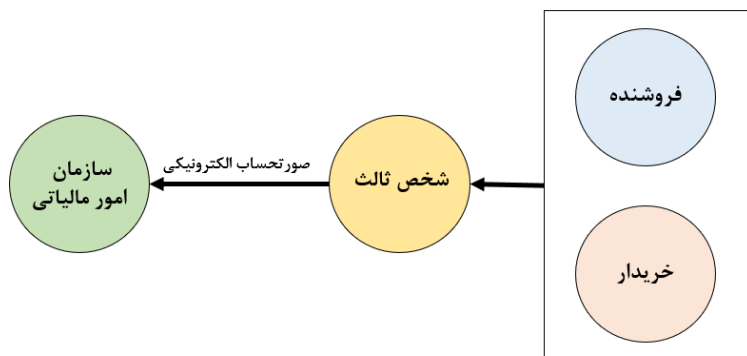 فروشنده
خریدار
شخص ثالث
صورتحساب الکترونیکی
سازمان
امور مالیاتی